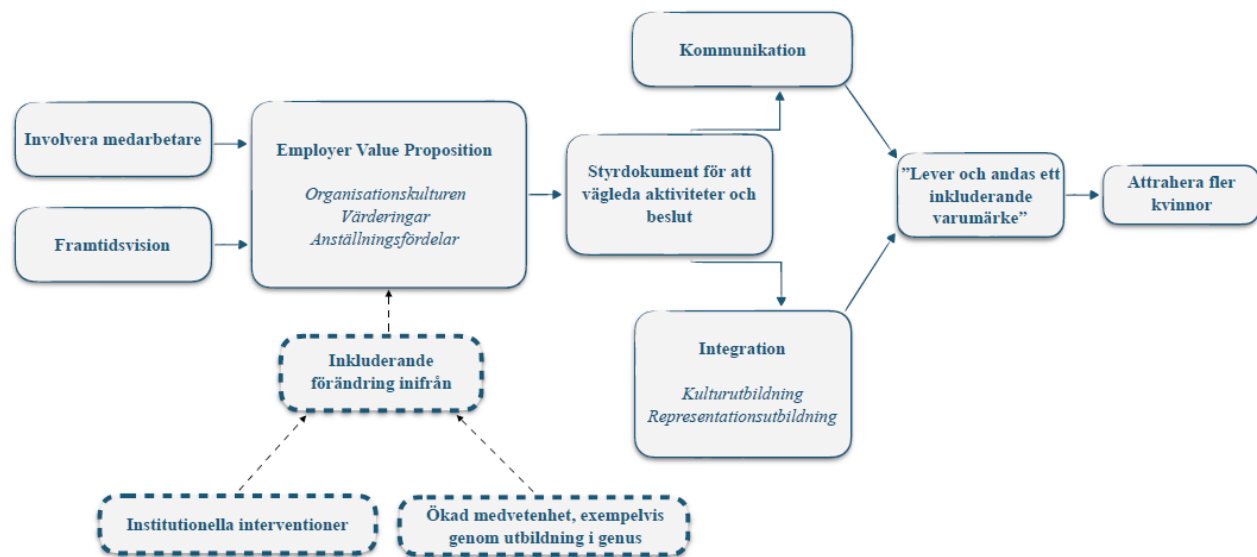 Kommunikation
Involvera medarbetare
Framtidsvision
Employer Value Proposition
Organisationskulturen
Värderingar
Anställningsfördelar
Styrdokument för att
vägleda aktiviteter och
beslut
”Lever och andas ett
inkluderande
varumärke”
Attrahera fler
kvinnor
Integration
Kulturutbildning
Representationsutbildning
Inkluderande
förändring inifrån
Institutionella interventioner
Ökad medvetenhet, exempelvis
genom utbildning i genus